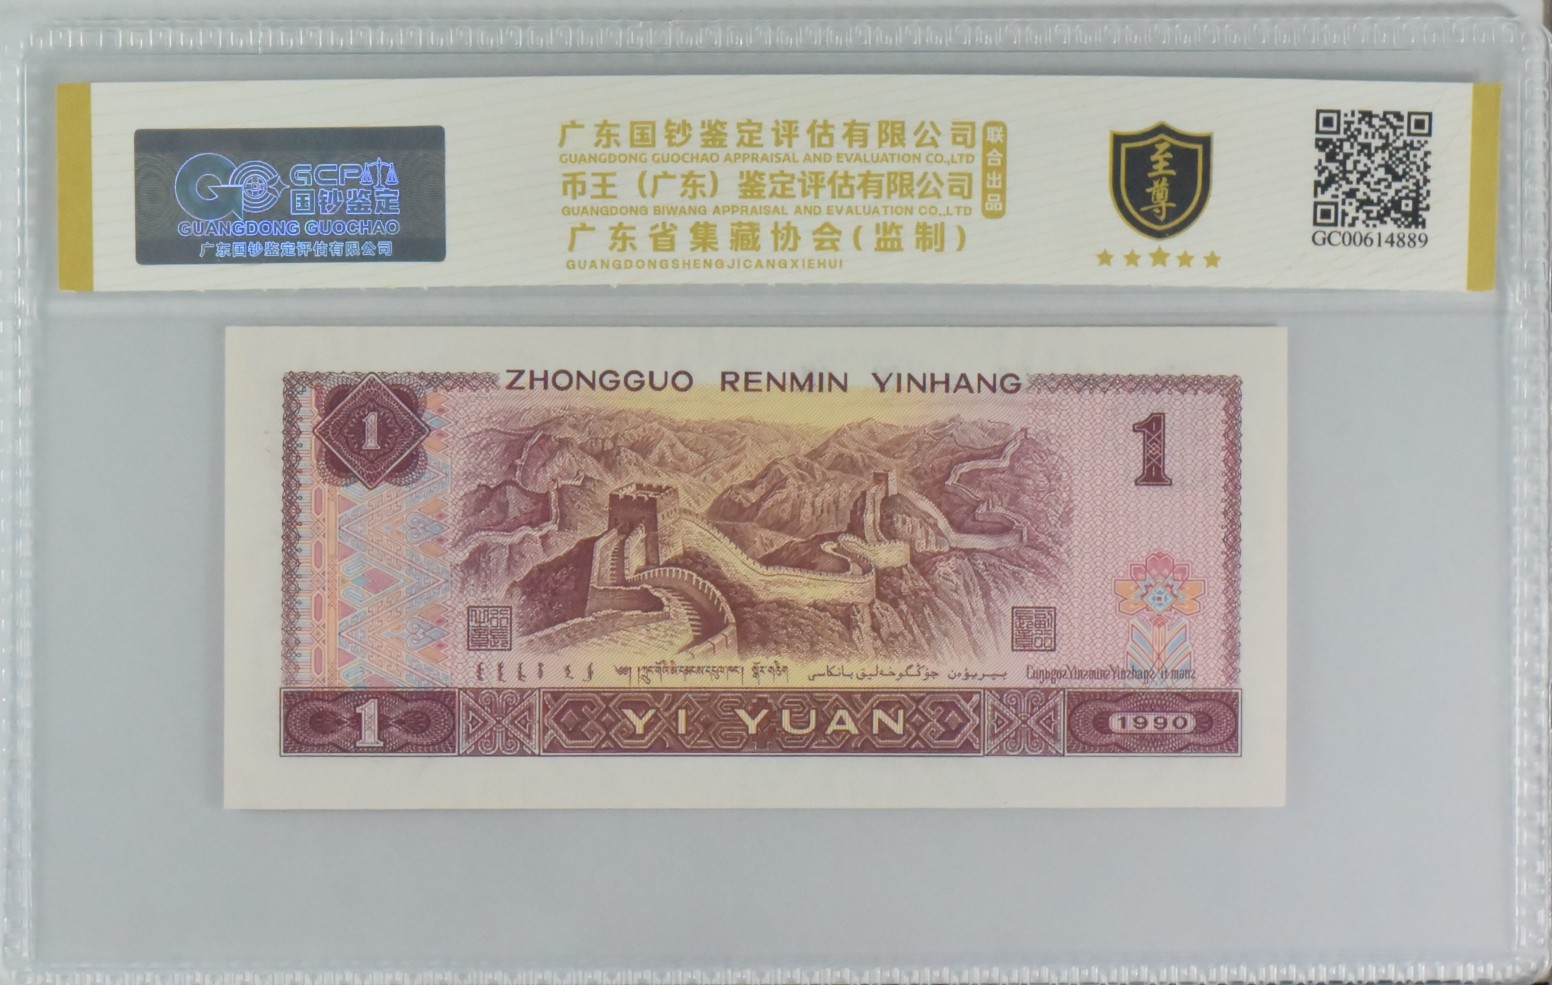 GCP
国钞鉴定
GUANGDONG GUOCHAO
广东国钞鉴定评估有限公司
广东国钞鉴定评估有限公司
GUANGDONG GUOCHAO APPRAISAL AND EVALUATION CO.,LTD
币王（广东）鉴定评估有限公司
GUANGDONG BIWANG APPRAISAL AND EVALUATION CO.,LTD
广东省集藏协会(监制)
GUANGDONGSHENGJICANGXIEHUI
联合出品
至尊
GC00614889
ZHONGGUO RENMIN YINHANG
1
1
1
YI YUAN
1990